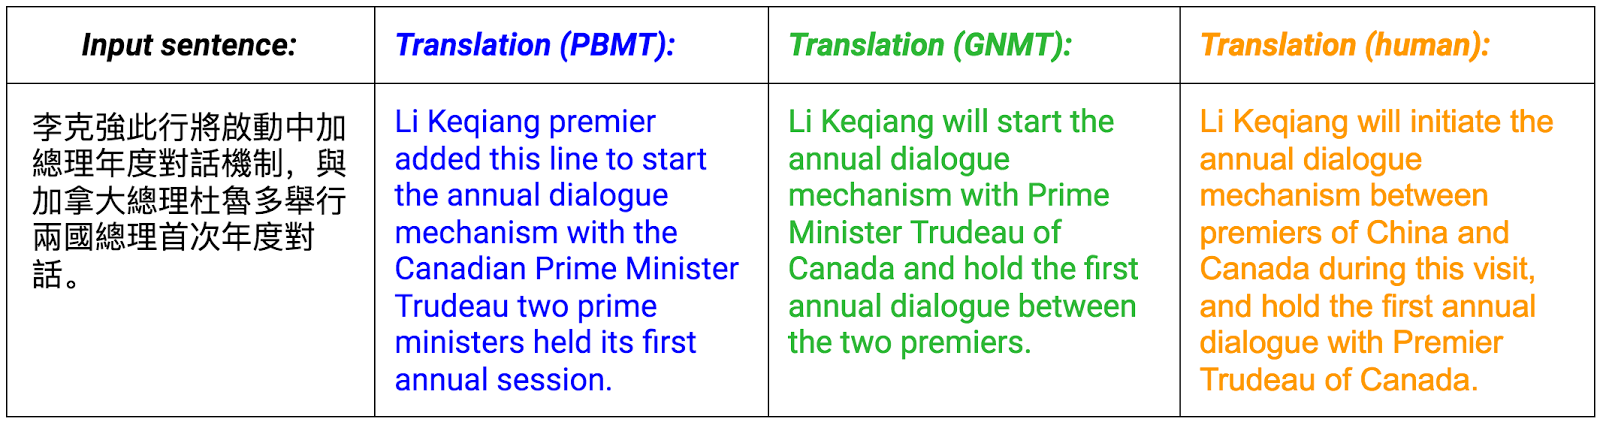 Input sentence:
Translation (PBMT):
Translation (GNMT):
Translation (human):
李克強此行將啟動中加
總理年度對話機制，與
加拿大總理杜魯多舉行
兩國總理首次年度對
話。
Li Keqiang premier
added this line to start
the annual dialogue
mechanism with the
Canadian Prime Minister
Trudeau two prime
ministers held its first
annual session.
Li Keqiang will start the
annual dialogue
mechanism with Prime
Minister Trudeau of
Canada and hold the first
annual dialogue between
the two premiers.
Li Keqiang will initiate the
annual dialogue
mechanism between
premiers of China and
Canada during this visit,
and hold the first annual
dialogue with Premier
Trudeau of Canada.